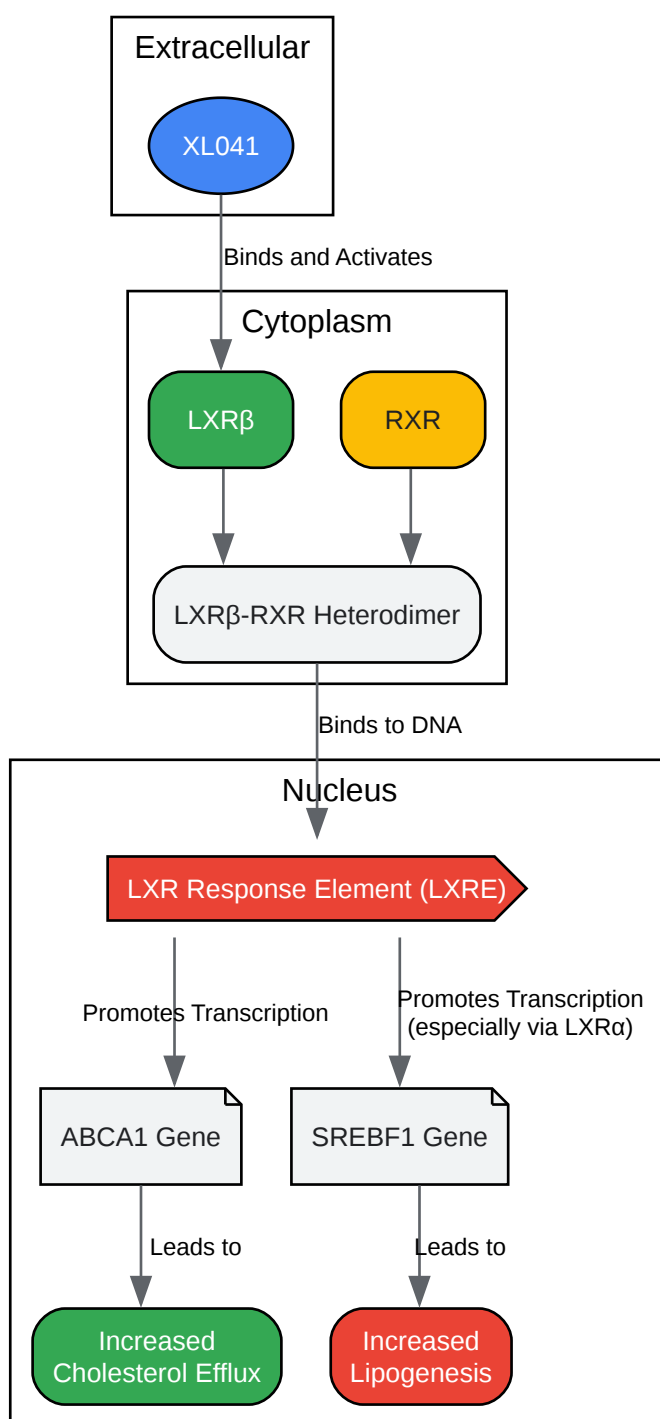 Extracellular
XL041
Binds and Activates
Cytoplasm
LXRβ
RXR
LXRβ-RXR Heterodimer
Binds to DNA
Nucleus
LXR Response Element (LXRE)
Promotes Transcription
Promotes Transcription
(especially via LXRα)
ABCA1 Gene
SREBF1 Gene
Leads to
Leads to
Increased
Cholesterol Efflux
Increased
Lipogenesis